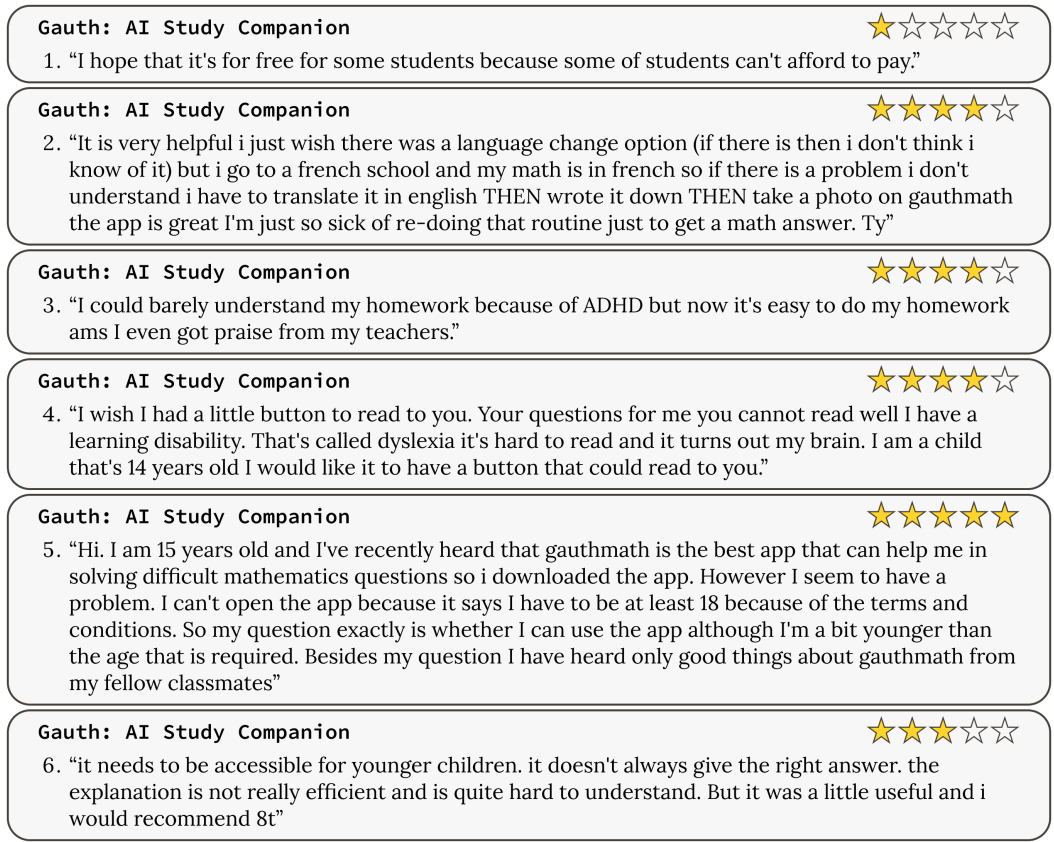 Gauth: AI Study Companion
1. “I hope that it's for free for some students because some of students can't afford to pay.”
Gauth: AI Study Companion
2. “It is very helpful i just wish there was a language change option (if there is then i don't think i
know of it) but i go to a french school and my math is in french so if there is a problem i don't
understand i have to translate it in english THEN wrote it down THEN take a photo on gauthmath
the app is great I'm just so sick of re-doing that routine just to get a math answer. Ty”
Gauth: AI Study Companion
3. “I could barely understand my homework because of ADHD but now it's easy to do my homework
ams I even got praise from my teachers.”
Gauth: AI Study Companion
4. “I wish I had a little button to read to you. Your questions for me you cannot read well I have a
learning disability. That's called dyslexia it's hard to read and it turns out my brain. I am a child
that's 14 years old I would like it to have a button that could read to you.”
Gauth: AI Study Companion
5. “Hi. I am 15 years old and I've recently heard that gauthmath is the best app that can help me in
solving difficult mathematics questions so i downloaded the app. However I seem to have a
problem. I can't open the app because it says I have to be at least 18 because of the terms and
conditions. So my question exactly is whether I can use the app although I'm a bit younger than
the age that is required. Besides my question I have heard only good things about gauthmath from
my fellow classmates”
Gauth: AI Study Companion
6. “it needs to be accessible for younger children. it doesn't always give the right answer. the
explanation is not really efficient and is quite hard to understand. But it was a little useful and i
would recommend 8t”